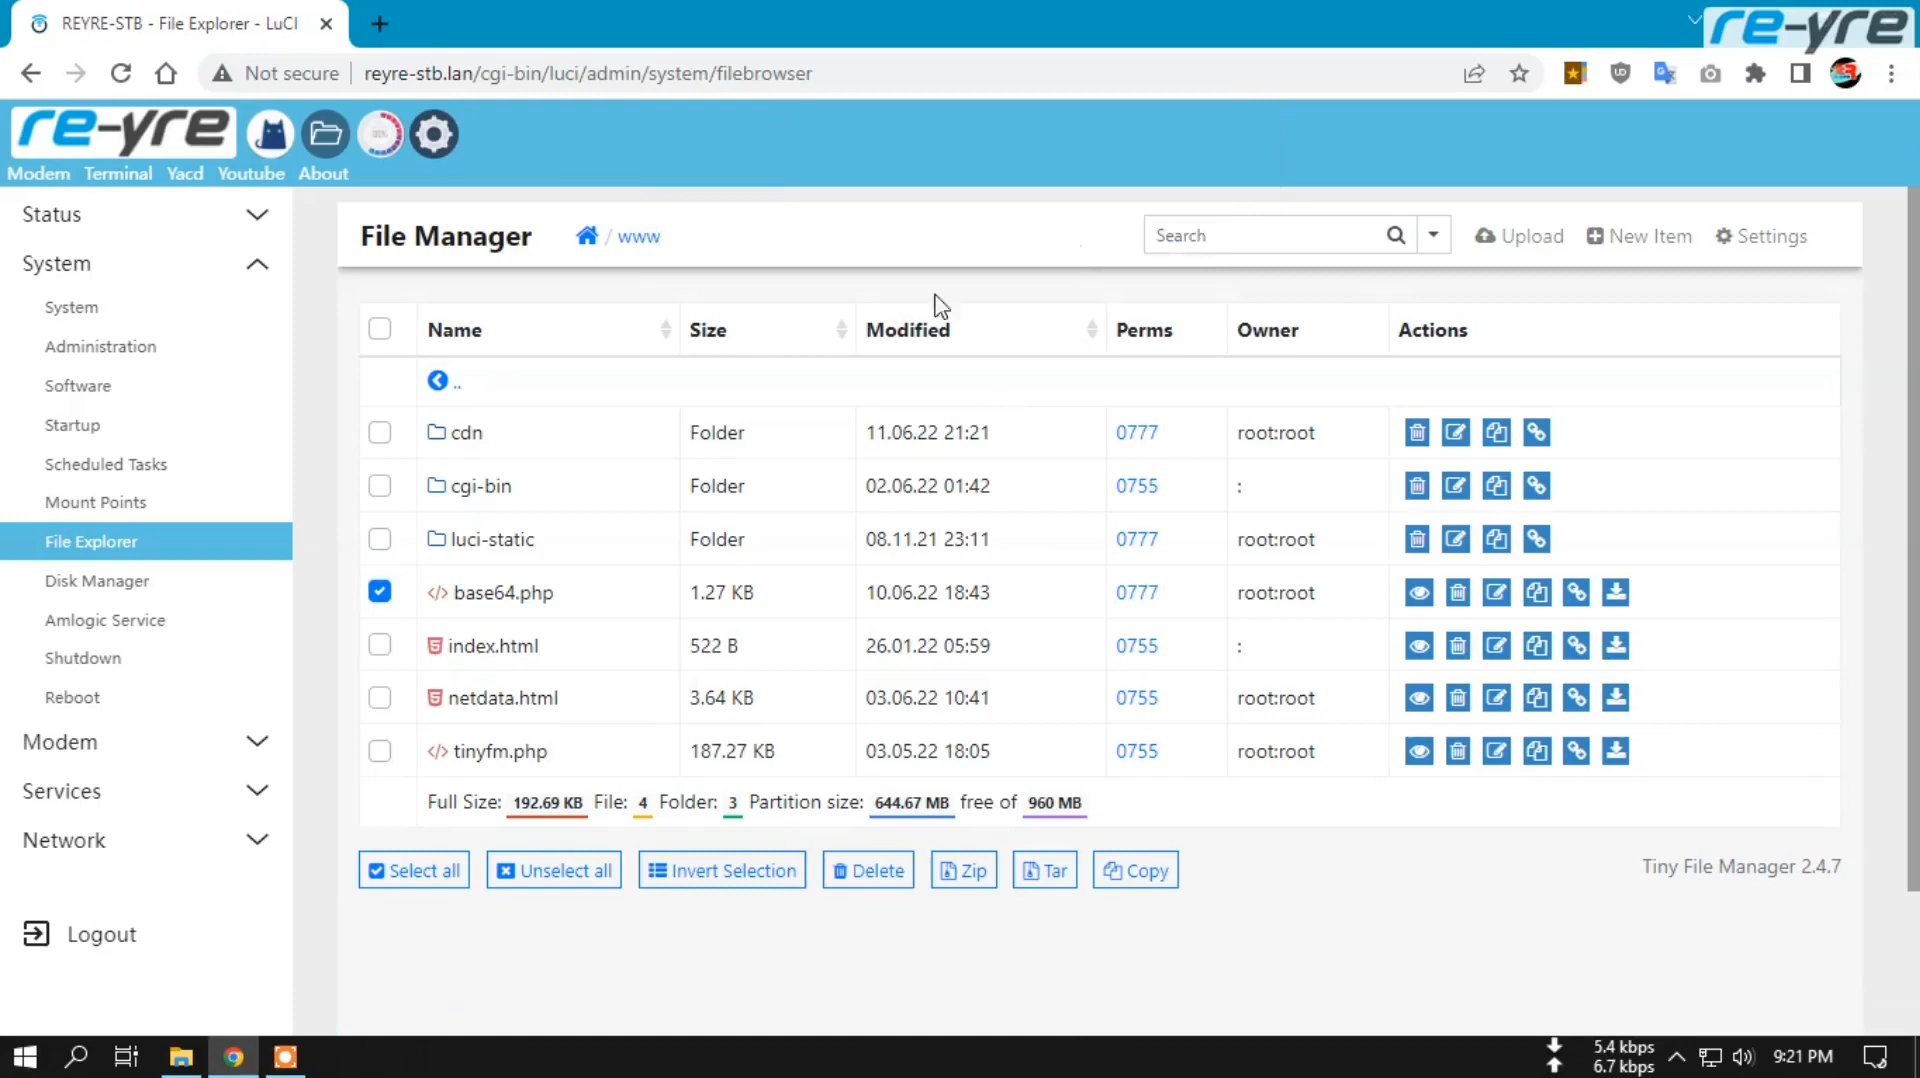 REYRE-STB - File Explorer - LuCI
re-yre
Not secure
reyre-stb.lan/cgi-bin/luci/admin/system/filebrowser
re-yre
Modem Terminal Yacd Youtube About
Status
System
System
Administration
Software
Startup
Scheduled Tasks
Mount Points
File Explorer
Disk Manager
Amlogic Service
Shutdown
Reboot
Modem
Services
Network
Logout
File Manager / www
Search
Upload New Item Settings
Name Size Modified Perms Owner Actions
..
cdn Folder 11.06.22 21:21 0777 root:root
cgi-bin Folder 02.06.22 01:42 0755 :
luci-static Folder 08.11.21 23:11 0777 root:root
</> base64.php 1.27 KB 10.06.22 18:43 0777 root:root
index.html 522 B 26.01.22 05:59 0755 :
netdata.html 3.64 KB 03.06.22 10:41 0755 root:root
</> tinyfm.php 187.27 KB 03.05.22 18:05 0755 root:root
Full Size: 192.69 KB File: 4 Folder: 3 Partition size: 644.67 MB free of 960 MB
Select all Unselect all Invert Selection Delete Zip Tar Copy
Tiny File Manager 2.4.7
5.4 kbps
6.7 kbps
9:21 PM